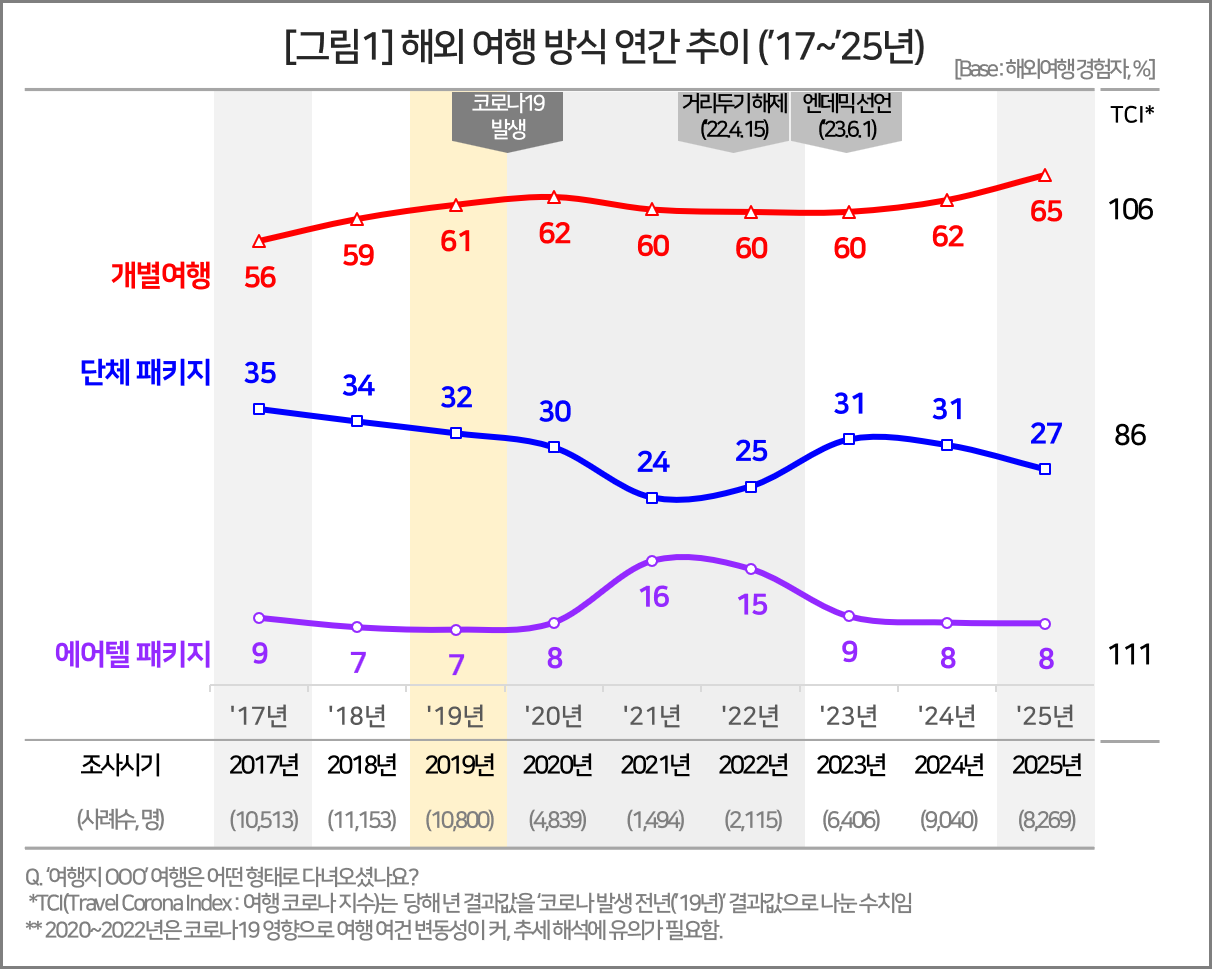 [그림1] 해외 여행 방식 연간 추이 ('17~'25년)
[Base : 해외여행 경험자, %]
코로나19
발생
거리두기 해제
('22.4.15)
엔데믹 선언
('23.6.1)
TCI*
개별여행
56
59
61
62
60
60
60
62
65
106
단체 패키지
35
34
32
30
24
25
31
31
27
86
에어텔 패키지
9
7
7
8
16
15
9
8
8
111
'17년 '18년 '19년 '20년 '21년 '22년 '23년 '24년 '25년
조사시기 2017년 2018년 2019년 2020년 2021년 2022년 2023년 2024년 2025년
(사례수, 명) (10,513) (11,153) (10,800) (4,839) (1,494) (2,115) (6,406) (9,040) (8,269)
Q. '여행지 OOO' 여행은 어떤 형태로 다녀오셨나요?
*TCI(Travel Corona Index : 여행 코로나 지수)는 당해 년 결과값을 '코로나 발생 전년('19년)' 결과값으로 나눈 수치임
** 2020~2022년은 코로나19 영향으로 여행 여건 변동성이 커, 추세 해석에 유의가 필요함.